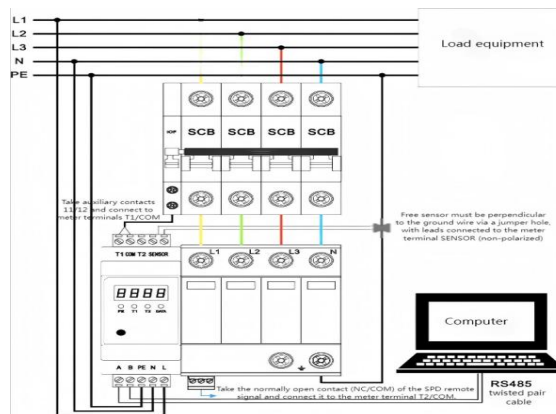 L1
L2
L3
N
PE
Load equipment
SCB SCB SCB SCB
Take auxiliary contacts
11/12 and connect to
meter terminals T1/COM
Free sensor must be perpendicular
to the ground wire via a jumper hole,
with leads connected to the meter
terminal SENSOR (non-polarized)
T1 COM T2 SENSOR
L1 L2 L3 N
8888
PE T1 T2 DATA
A B PE N L
Computer
Take the normally open contact (NC/COM) of the SPD remote
signal and connect it to the meter terminal T2/COM.
RS485
twisted pair
cable